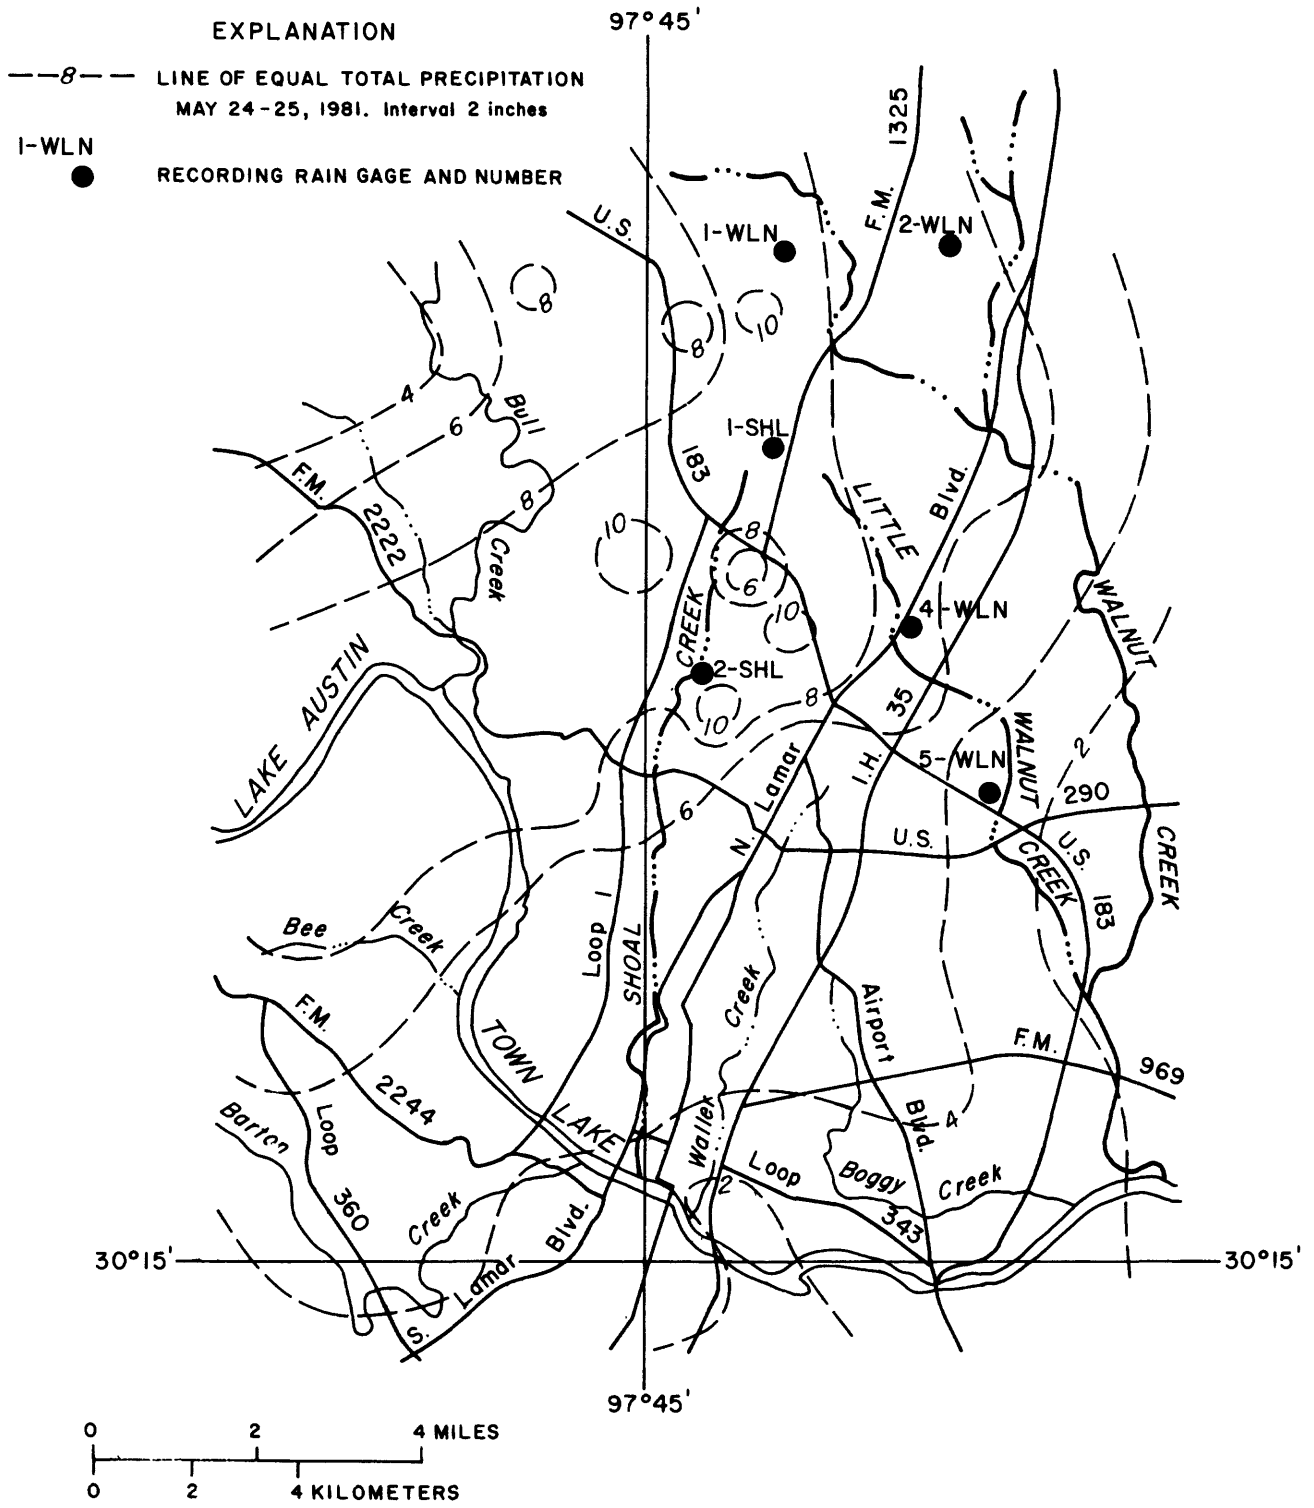 97°45'
EXPLANATION
8 LINE OF EQUAL TOTAL PRECIPITATION
MAY 24-25, 1981. Interval 2 inches
1-WLN
RECORDING RAIN GAGE AND NUMBER
F.M. 1325
U.S.
1-WLN
2-WLN
8
8
10
4
6
Bull
1-SHL
183
F.M. 2222
8
LITTLE
Blvd.
Creek
10
8
6
10
CREEK
4-WLN
WALNUT
LAKE AUSTIN
2-SHL
8
10
35
WALNUT
2
I.H.
5-WLN
Lamar
290
6
N.
U.S.
U.S.
CREEK
CREEK
183
Bee Creek
Loop 1
SHOAL
Creek
Airport
F.M.
TOWN
F.M.
969
2244
Loop
Barton
LAKE
Waller
Blvd.
4
Loop
Boggy
Creek
2
360
Creek
Blvd.
343
30°15'
30°15'
Lamar
S.
97°45'
0 2 4 MILES
0 2 4 KILOMETERS